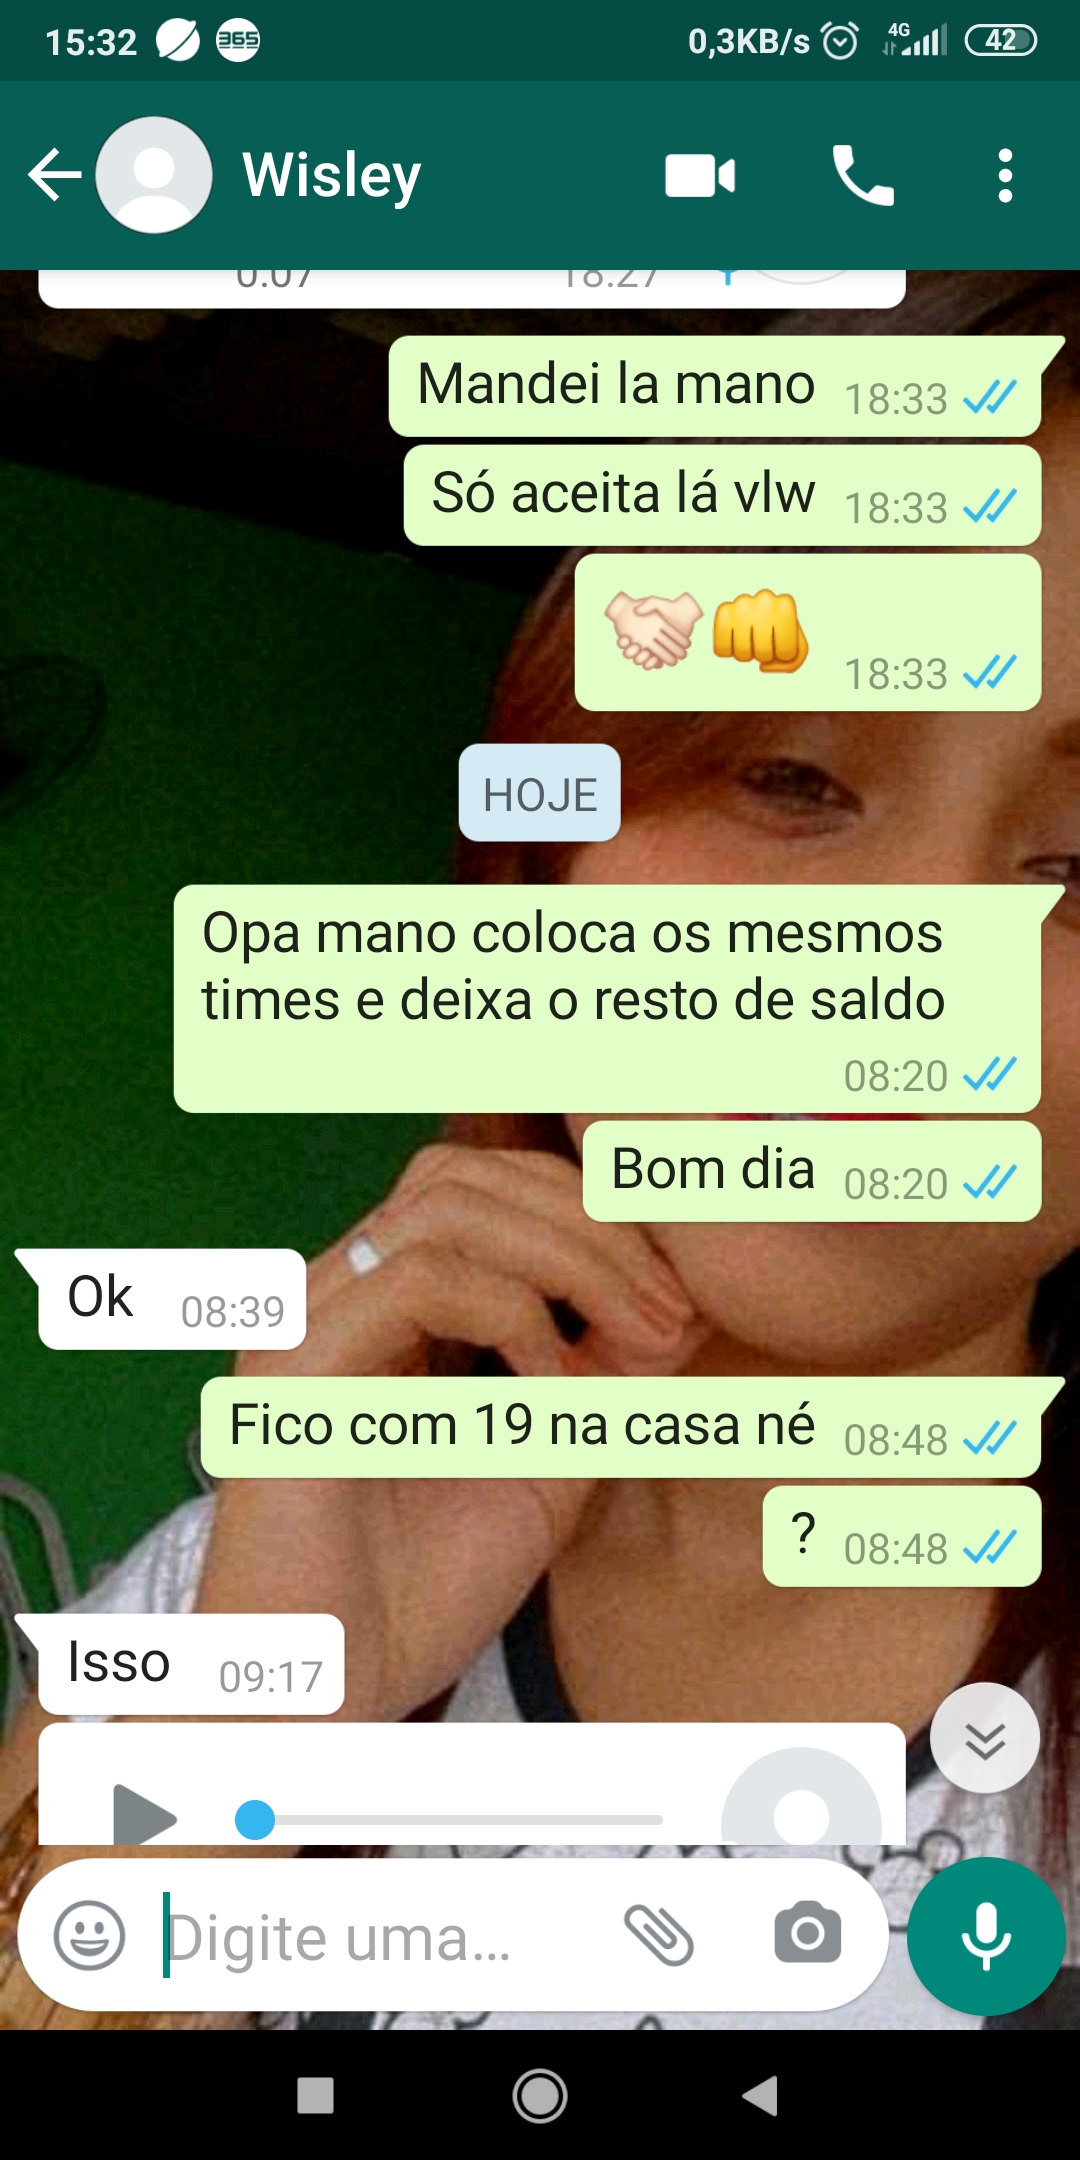 15:32 365 0,3KB/s 4G 42
Wisley
0:07 18:27
Mandei la mano 18:33
Só aceita lá vlw 18:33
18:33
HOJE
Opa mano coloca os mesmos
times e deixa o resto de saldo
08:20
Bom dia 08:20
Ok 08:39
Fico com 19 na casa né 08:48
? 08:48
Isso 09:17
Digite uma...